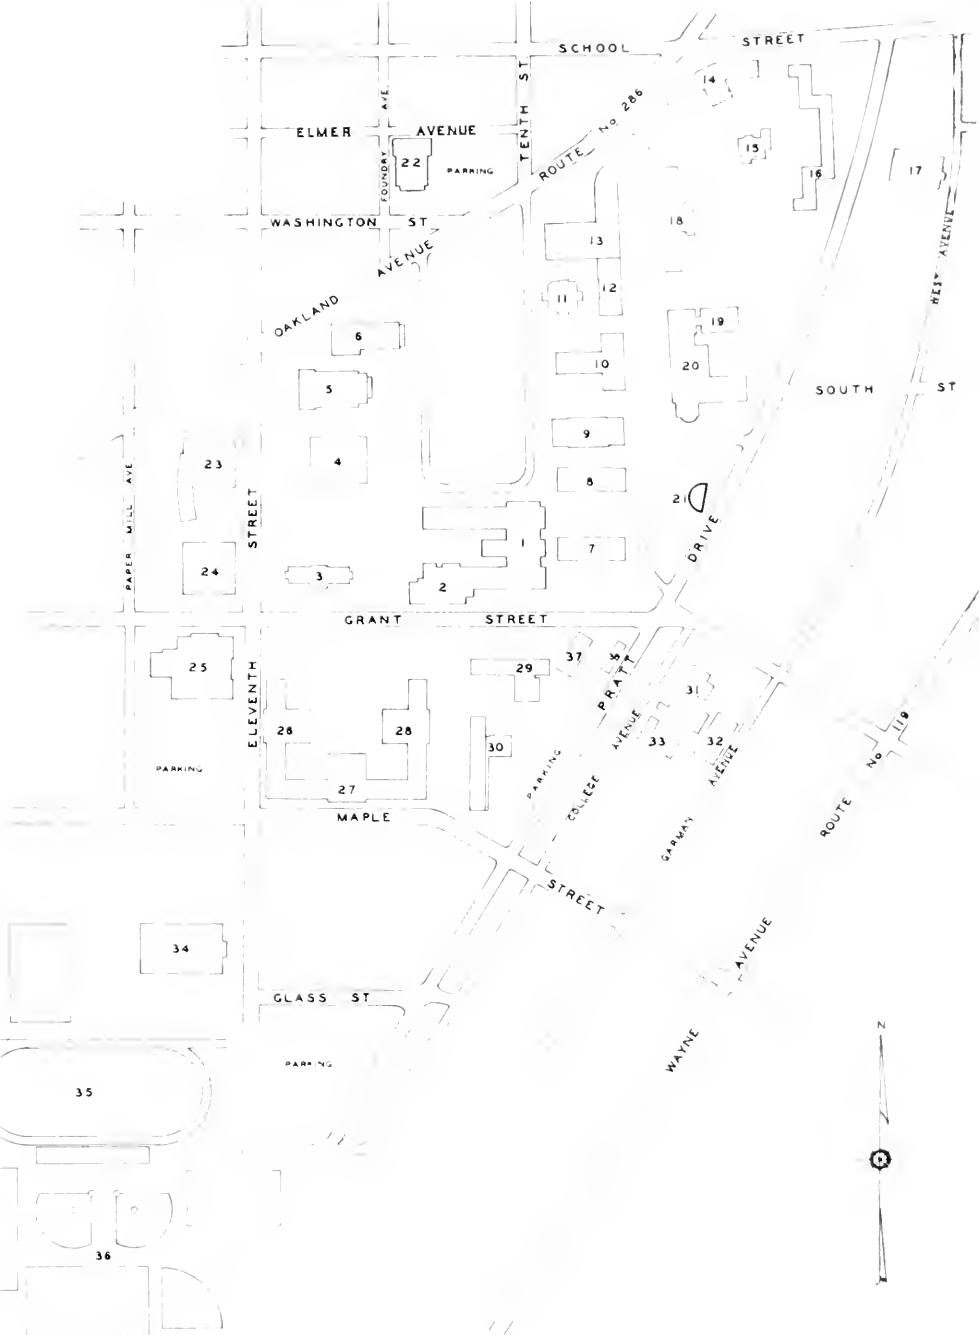 SCHOOL STREET
TENTH ST
ROUTE No 286
FOUNDRY AVE.
ELMER AVENUE
PARKING
WASHINGTON ST
OAKLAND AVENUE
WEST AVENUE
14
15
16
17
22
18
13
12
11
19
6
10
20
5
SOUTH ST
9
4
23
8
21
PAPER MILL AVE
STREET
DRIVE
1
7
24
3
2
GRANT STREET
37
25
29
PRATT
31
ELEVENTH
26
28
30
33
32
AVENUE
AVENUE
ROUTE No 119
PARKING
PARKING
27
COLLEGE
MAPLE
GARMAN
STREET
34
AVENUE
GLASS ST
N
WAYNE
PARKING
35
36